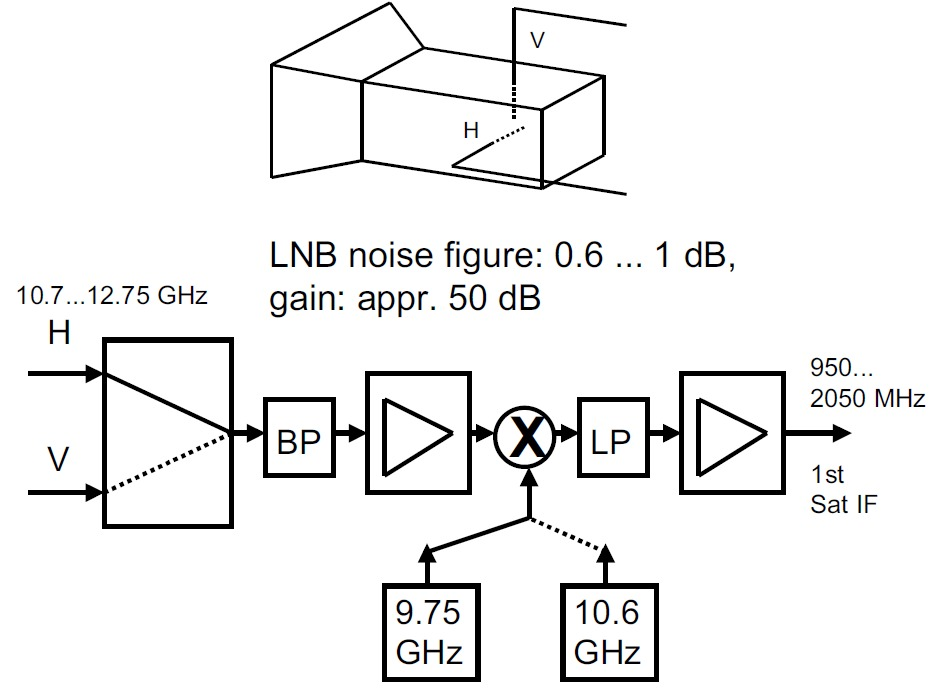 V
H
LNB noise figure: 0.6 ... 1 dB,
gain: appr. 50 dB
10.7...12.75 GHz
H
V
BP
X
LP
950...
2050 MHz
1st
Sat IF
9.75
GHz
10.6
GHz